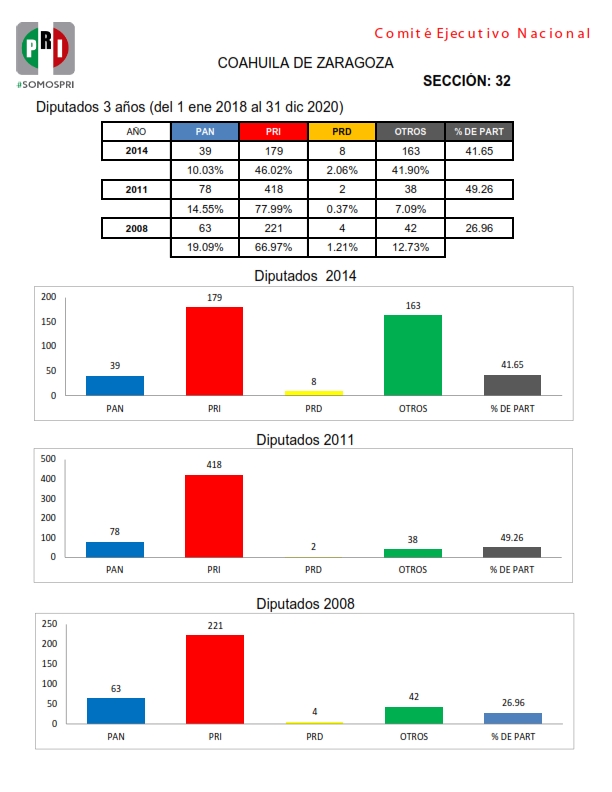 Comité Ejecutivo Nacional
PRI
#SOMOSPRI
COAHUILA DE ZARAGOZA
SECCIÓN: 32
Diputados 3 años (del 1 ene 2018 al 31 dic 2020)
AÑO PAN PRI PRD OTROS % DE PART
2014 39 179 8 163 41.65
10.03% 46.02% 2.06% 41.90%
2011 78 418 2 38 49.26
14.55% 77.99% 0.37% 7.09%
2008 63 221 4 42 26.96
19.09% 66.97% 1.21% 12.73%
Diputados 2014
200
150
100
50
0
39 179 8 163 41.65
PAN PRI PRD OTROS % DE PART
Diputados 2011
500
400
300
200
100
0
78 418 2 38 49.26
PAN PRI PRD OTROS % DE PART
Diputados 2008
250
200
150
100
50
0
63 221 4 42 26.96
PAN PRI PRD OTROS % DE PART